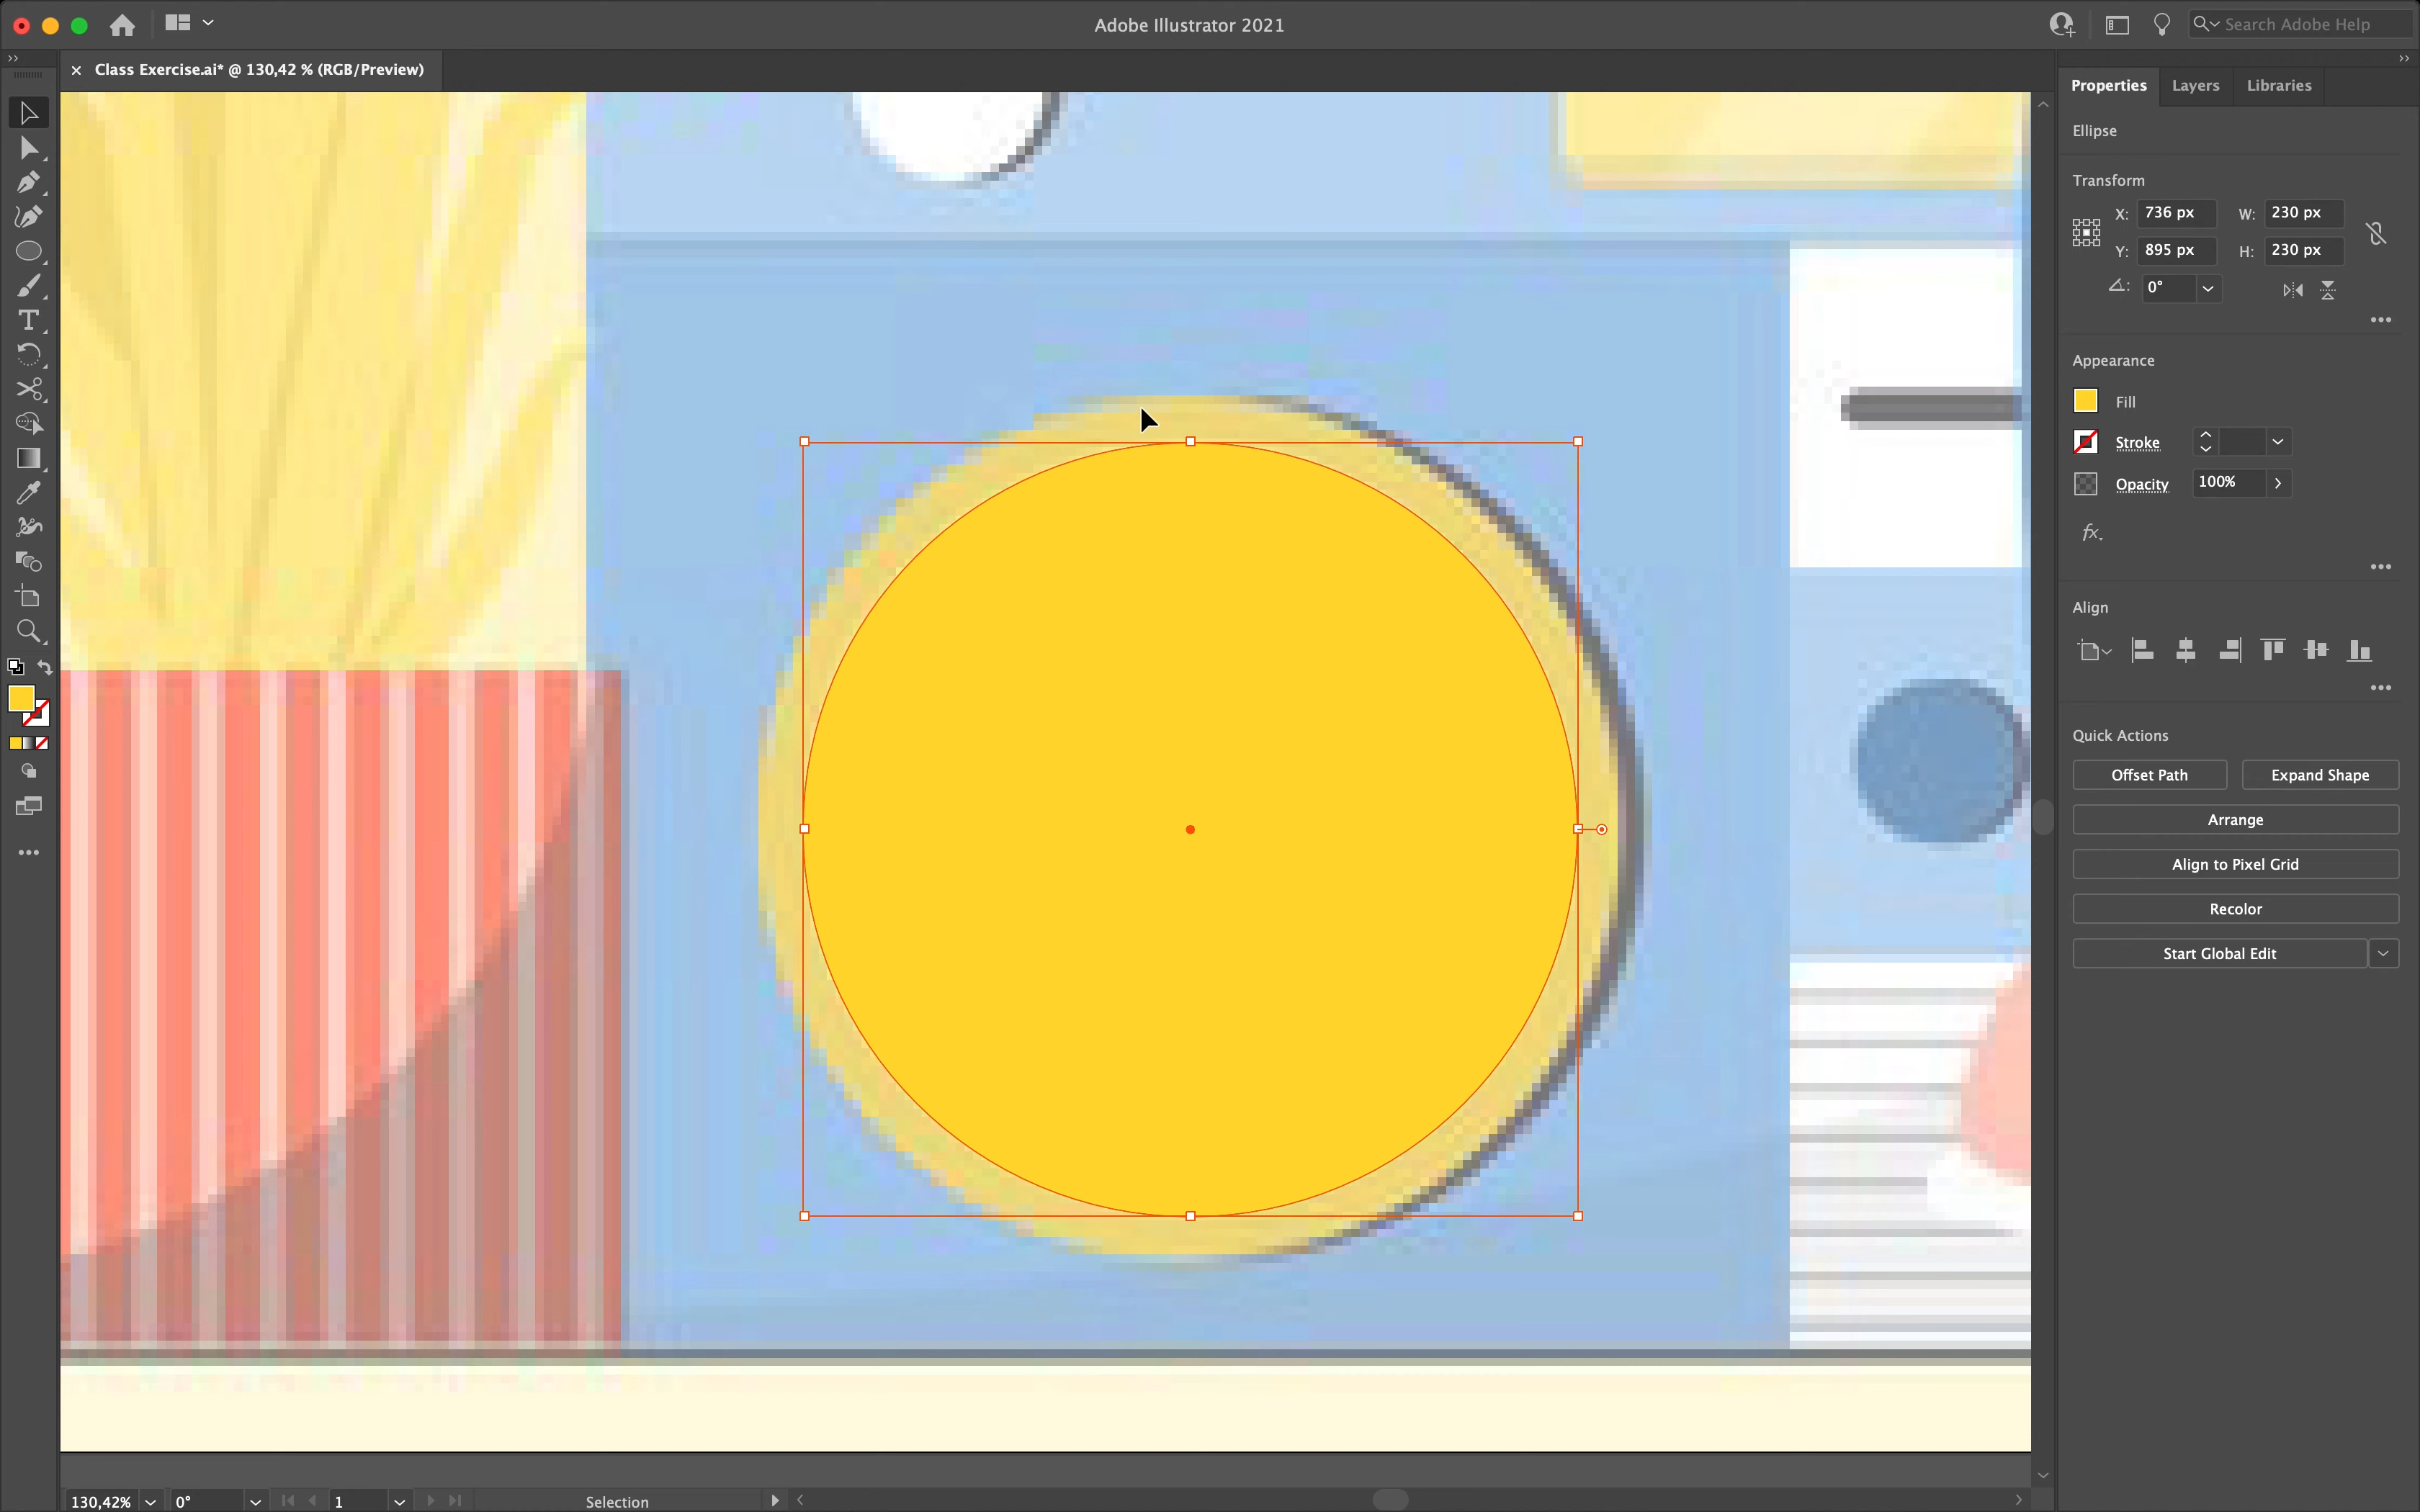 Adobe Illustrator 2021
Search Adobe Help
Class Exercise.ai* @ 130,42 % (RGB/Preview)
Properties Layers Libraries
Ellipse
Transform
X: 736 px W: 230 px
Y: 895 px H: 230 px
0°
Appearance
Fill
Stroke
Opacity 100%
fx.
Align
Quick Actions
Offset Path Expand Shape
Arrange
Align to Pixel Grid
Recolor
Start Global Edit
130,42% 0° 1 Selection